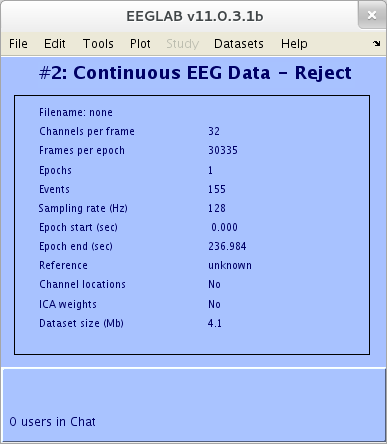 EEGLAB v11.0.3.1b
File Edit Tools Plot Study Datasets Help
#2: Continuous EEG Data - Reject
Filename: none
Channels per frame 32
Frames per epoch 30335
Epochs 1
Events 155
Sampling rate (Hz) 128
Epoch start (sec) 0.000
Epoch end (sec) 236.984
Reference unknown
Channel locations No
ICA weights No
Dataset size (Mb) 4.1
0 users in Chat